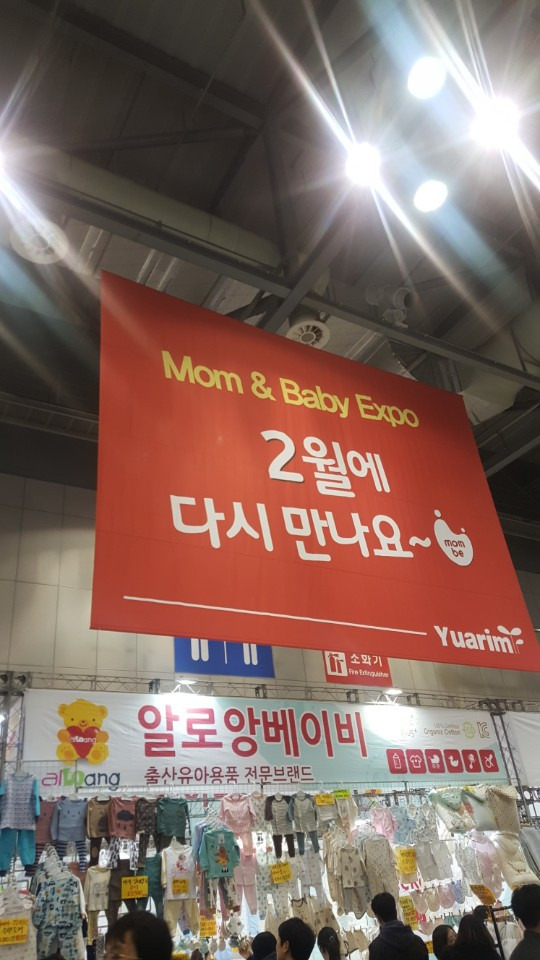 Mom & Baby Expo
2월에
다시 만나요~
mom
be
Yuarim
소화기
Fire Extinguisher
알로앙베이비
Organic Cotton
alloang
출산유아용품 전문브랜드